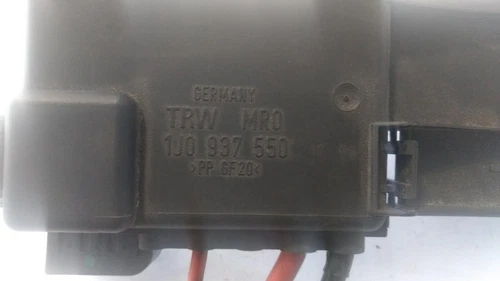 GERMANY
TRW MRO
1J0 937 550
>PP GF20<